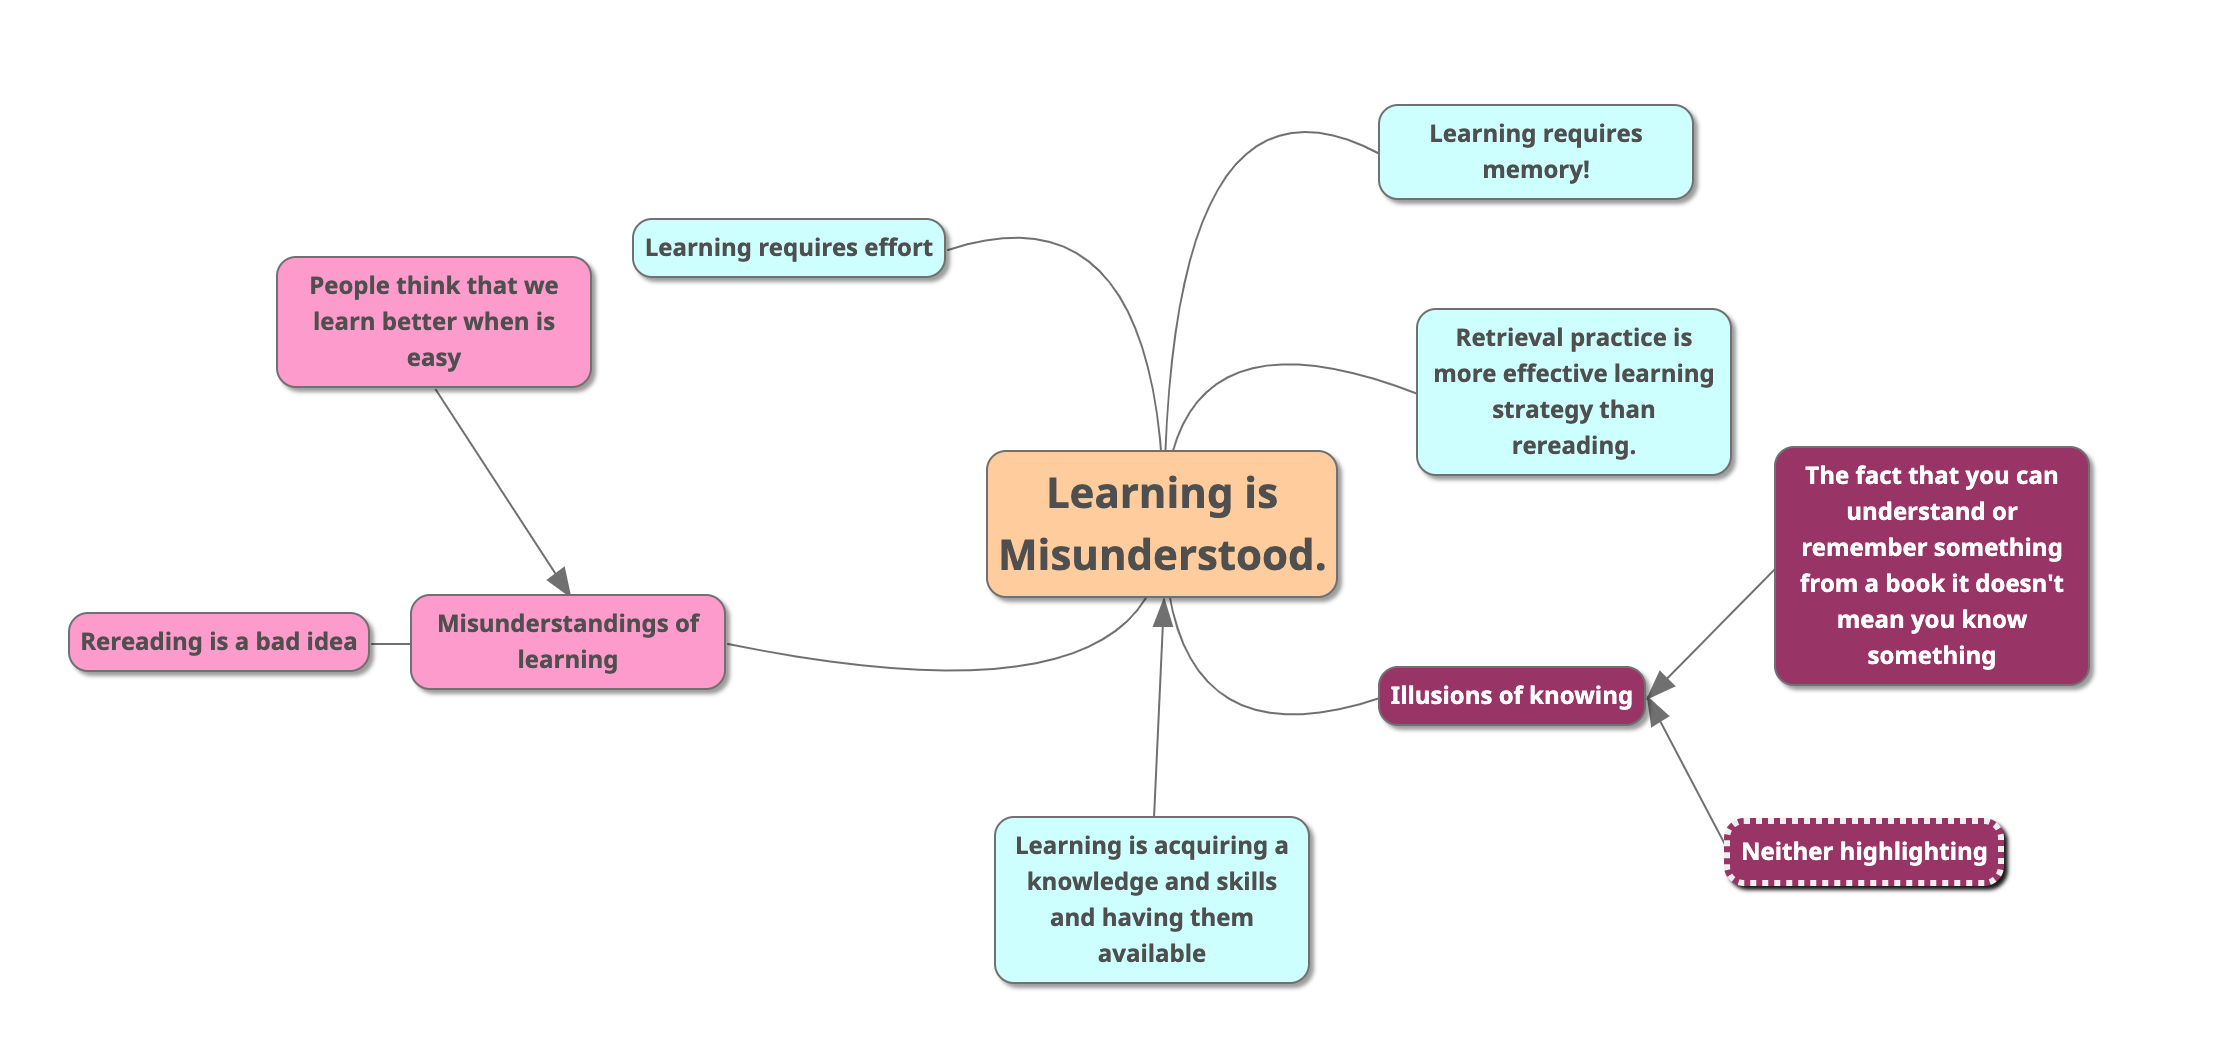 Learning requires
memory!
Learning requires effort
People think that we
learn better when is
easy
Retrieval practice is
more effective learning
strategy than
rereading.
Learning is
Misunderstood.
The fact that you can
understand or
remember something
from a book it doesn't
mean you know
something
Misunderstandings of
learning
Rereading is a bad idea
Illusions of knowing
Learning is acquiring a
knowledge and skills
and having them
available
Neither highlighting